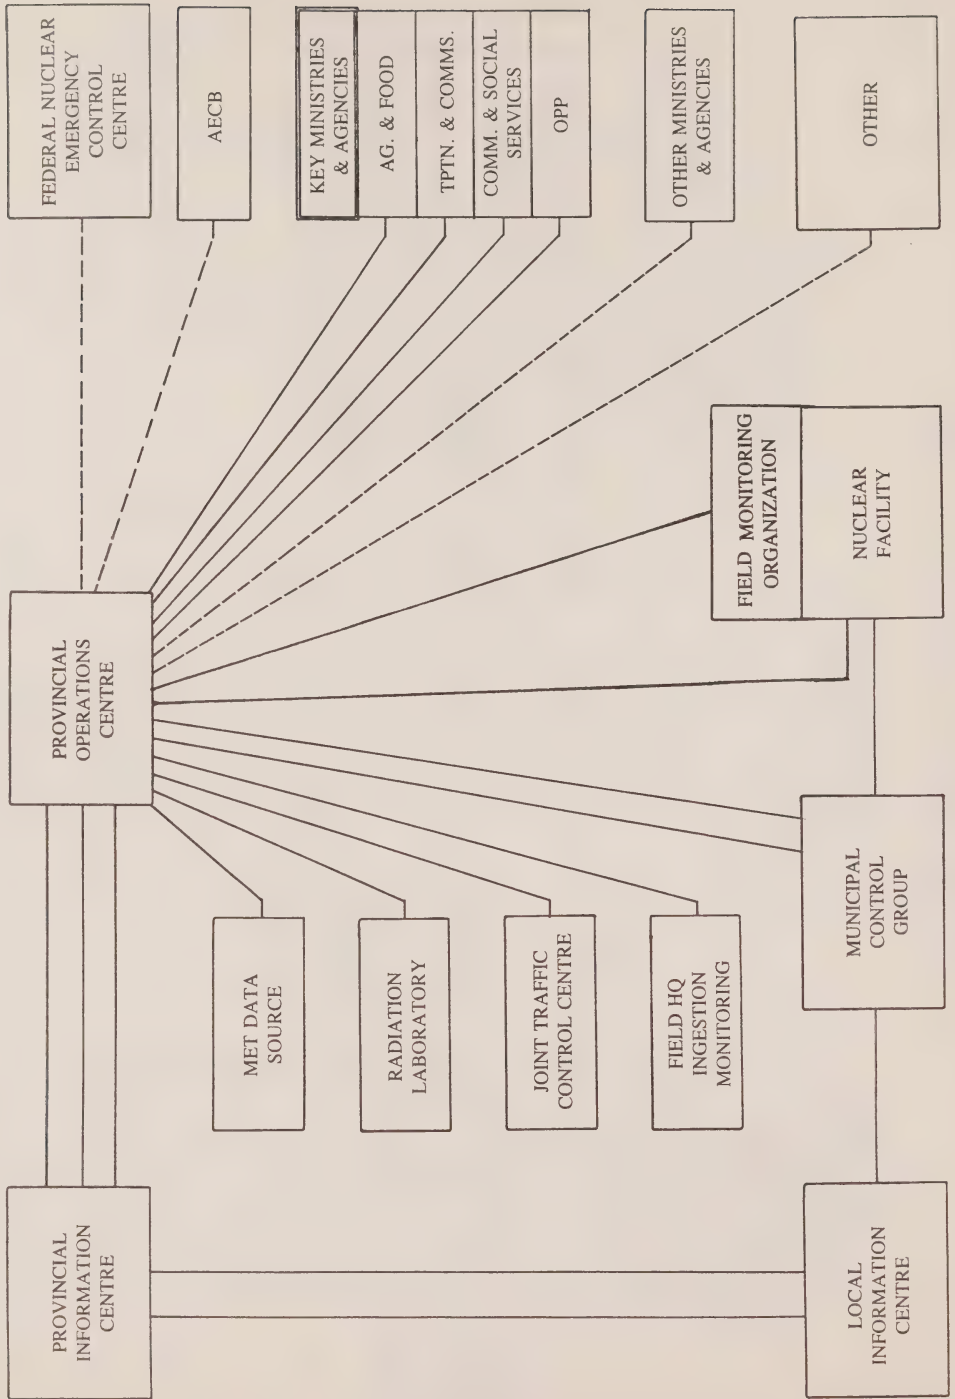 PROVINCIAL
INFORMATION
CENTRE
PROVINCIAL
OPERATIONS
CENTRE
FEDERAL NUCLEAR
EMERGENCY
CONTROL
CENTRE
AECB
MET DATA
SOURCE
RADIATION
LABORATORY
JOINT TRAFFIC
CONTROL CENTRE
FIELD HQ
INGESTION
MONITORING
KEY MINISTRIES
& AGENCIES
AG. & FOOD
TPTN. & COMMS.
COMM. & SOCIAL
SERVICES
OPP
OTHER MINISTRIES
& AGENCIES
OTHER
LOCAL
INFORMATION
CENTRE
MUNICIPAL
CONTROL
GROUP
FIELD MONITORING
ORGANIZATION
NUCLEAR
FACILITY